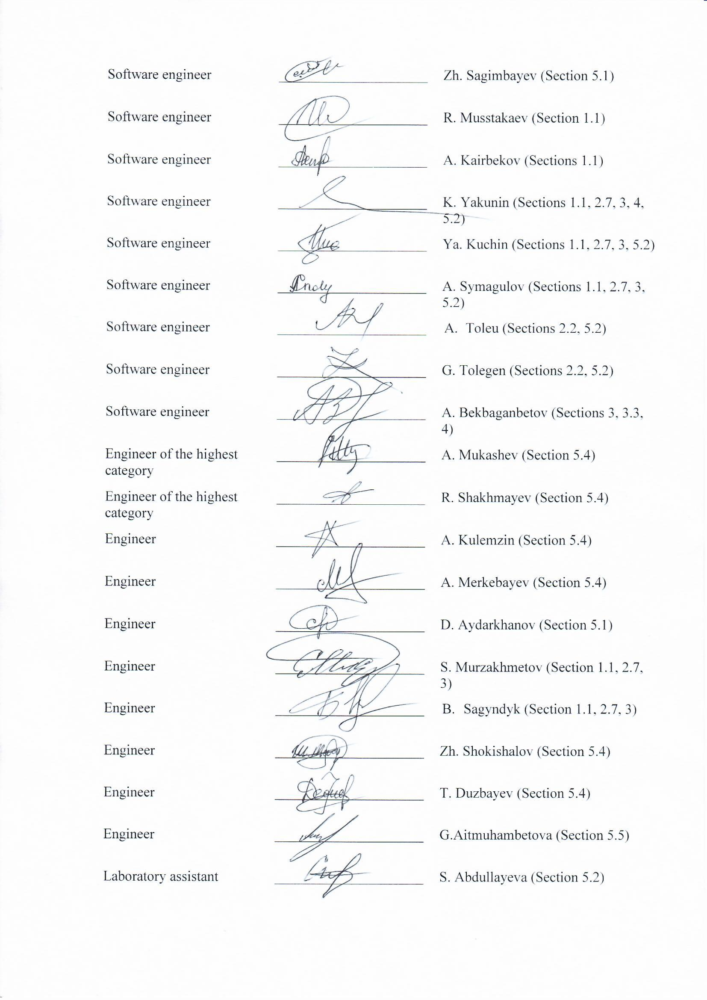 Software engineer Zh. Sagimbayev (Section 5.1)
Software engineer R. Musstakaev (Section 1.1)
Software engineer A. Kairbekov (Sections 1.1)
Software engineer K. Yakunin (Sections 1.1, 2.7, 3, 4,
5.2)
Software engineer Ya. Kuchin (Sections 1.1, 2.7, 3, 5.2)
Software engineer Andy A. Symagulov (Sections 1.1, 2.7, 3,
5.2)
Software engineer A. Toleu (Sections 2.2, 5.2)
Software engineer G. Tolegen (Sections 2.2, 5.2)
Software engineer A. Bekbaganbetov (Sections 3, 3.3,
4)
Engineer of the highest A. Mukashev (Section 5.4)
category
Engineer of the highest R. Shakhmayev (Section 5.4)
category
Engineer A. Kulemzin (Section 5.4)
Engineer A. Merkebayev (Section 5.4)
Engineer D. Aydarkhanov (Section 5.1)
Engineer S. Murzakhmetov (Section 1.1, 2.7,
3)
Engineer B. Sagyndyk (Section 1.1, 2.7, 3)
Engineer Zh. Shokishalov (Section 5.4)
Engineer T. Duzbayev (Section 5.4)
Engineer G.Aitmuhambetova (Section 5.5)
Laboratory assistant S. Abdullayeva (Section 5.2)